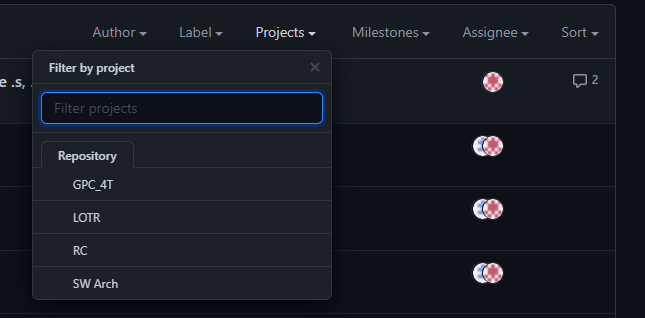 Author Label Projects Milestones Assignee Sort
Filter by project
e .s, .
2
Filter projects
Repository
GPC_4T
LOTR
RC
SW Arch